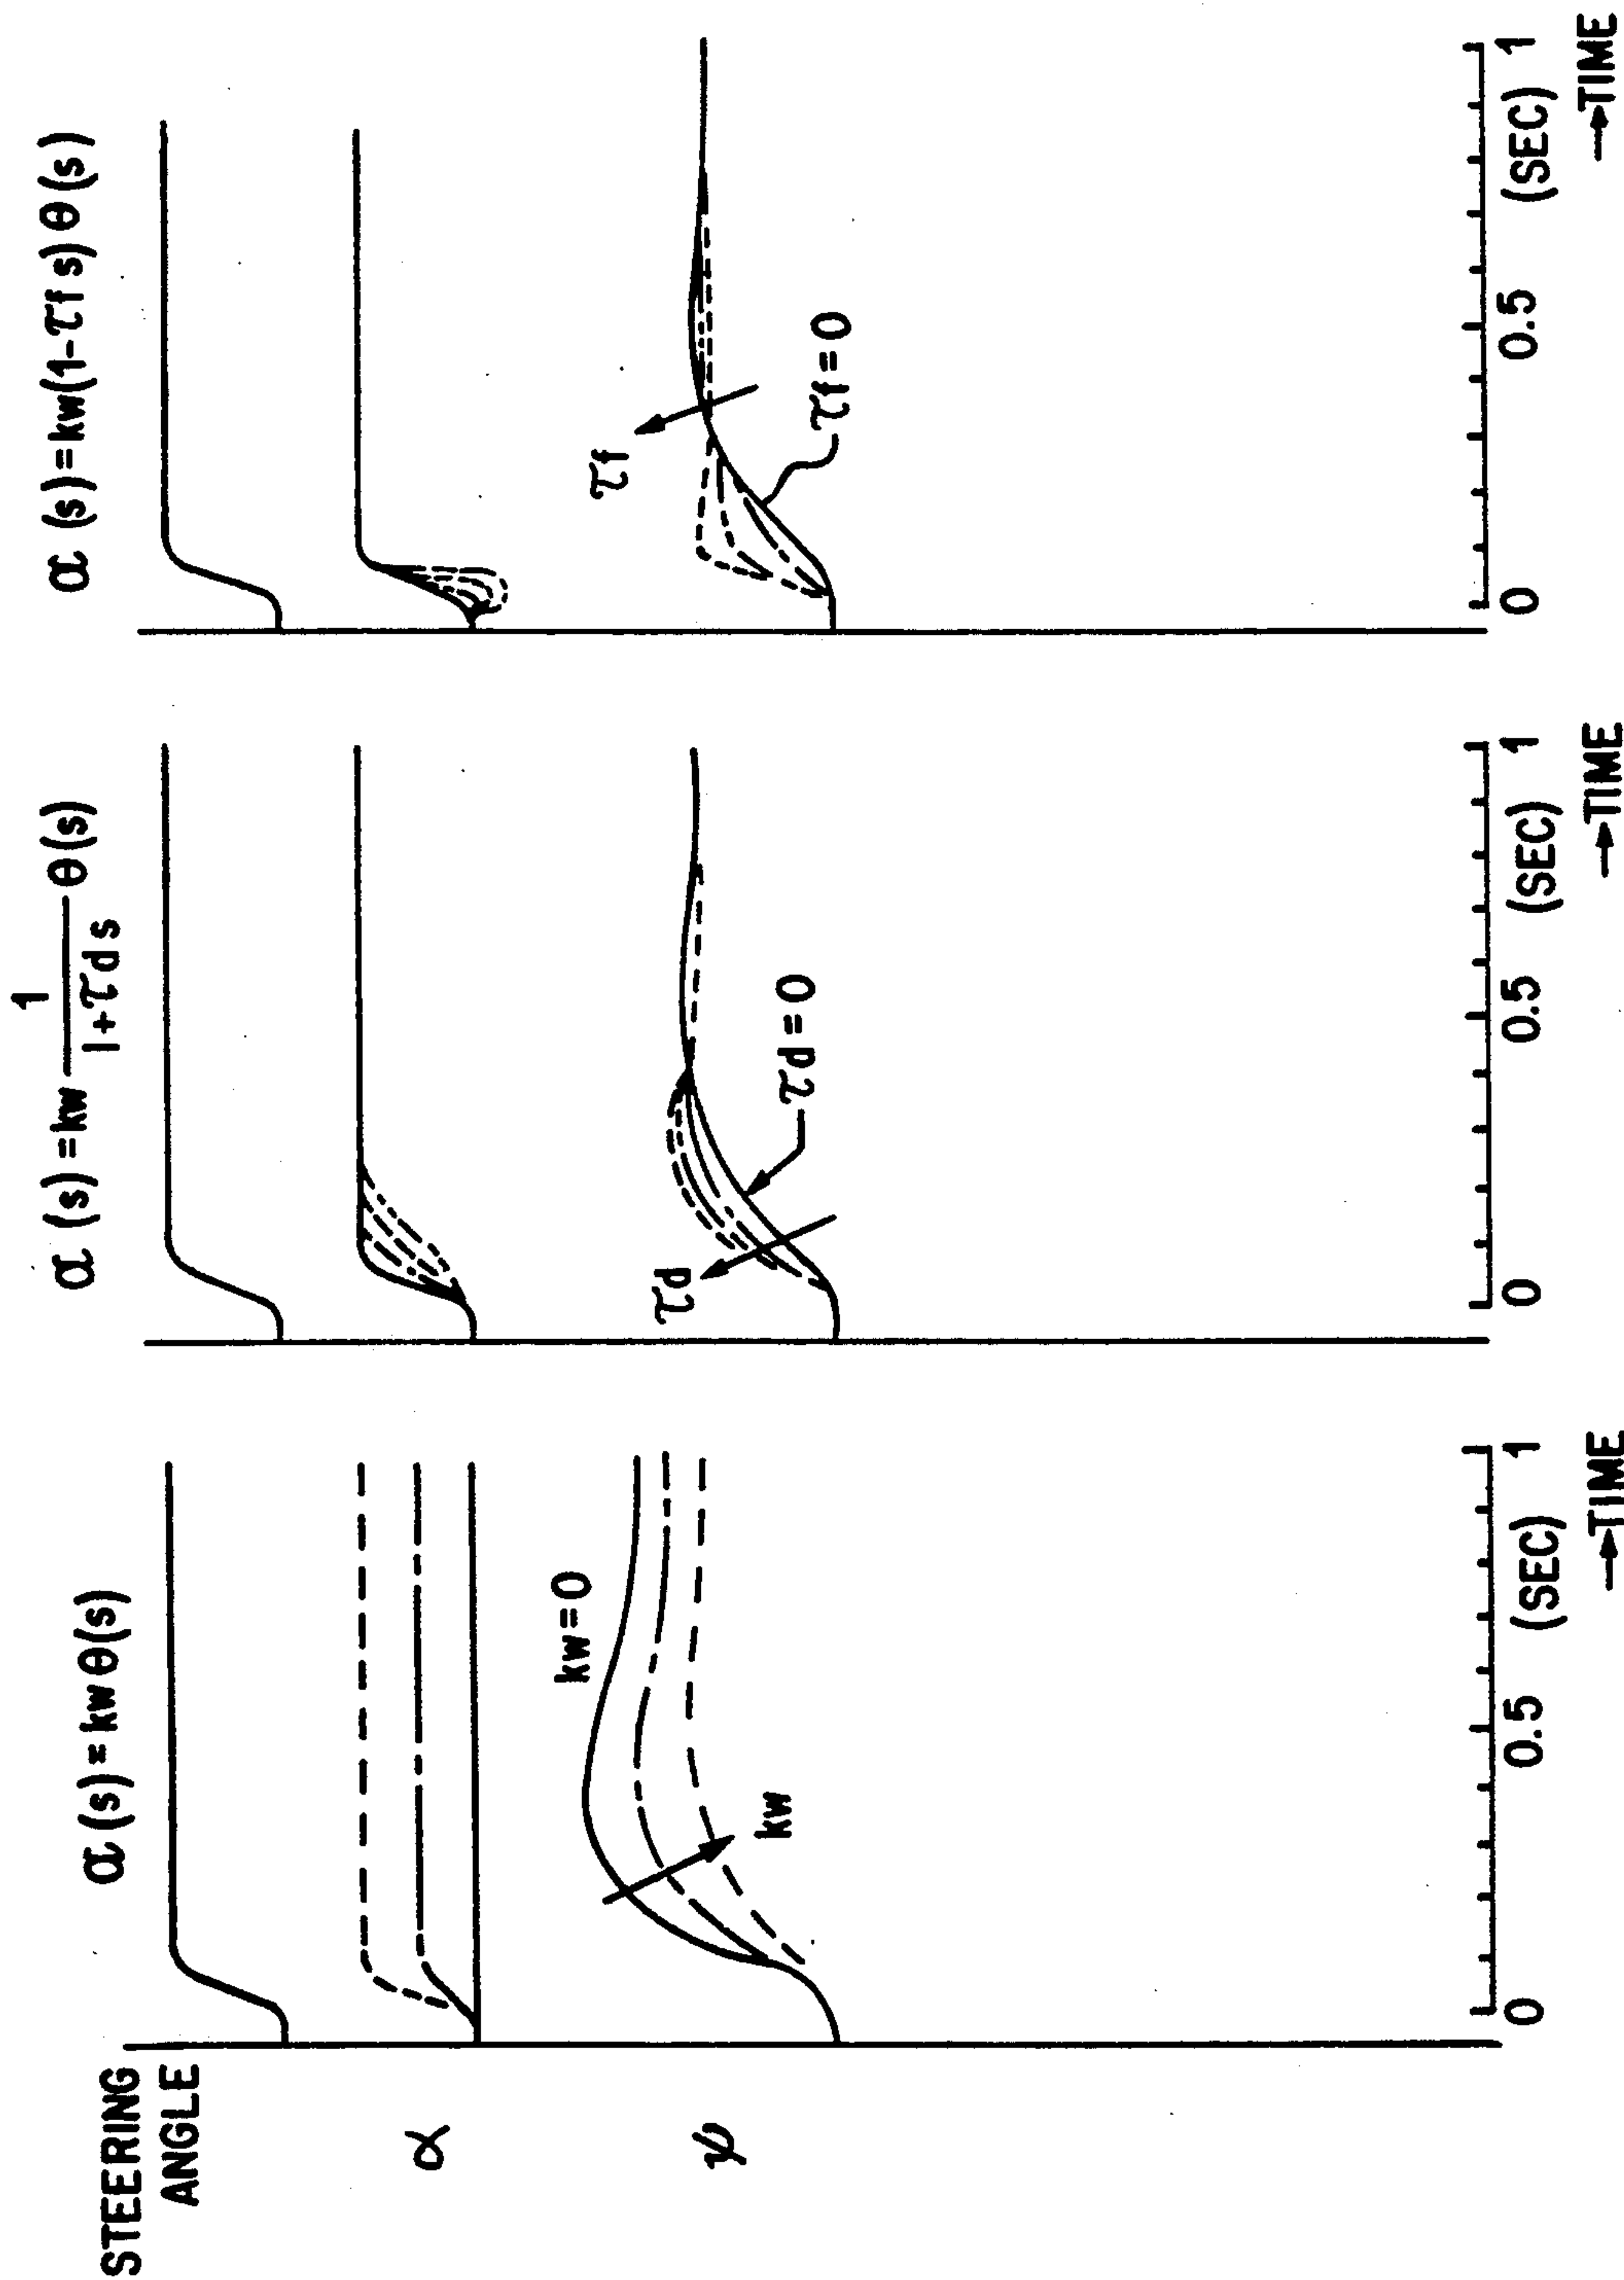 α (s) = kw θ(s)
α (s) = kw 1/(1+τd s) θ(s)
α (s) = kw(1-τf s) θ (s)
STEERING
ANGLE
α
ψ
kw=0
kw
τd
τd=0
τf
τf=0
0 0.5 (SEC) 1
→TIME
0 0.5 (SEC) 1
→TIME
0 0.5 (SEC) 1
→TIME